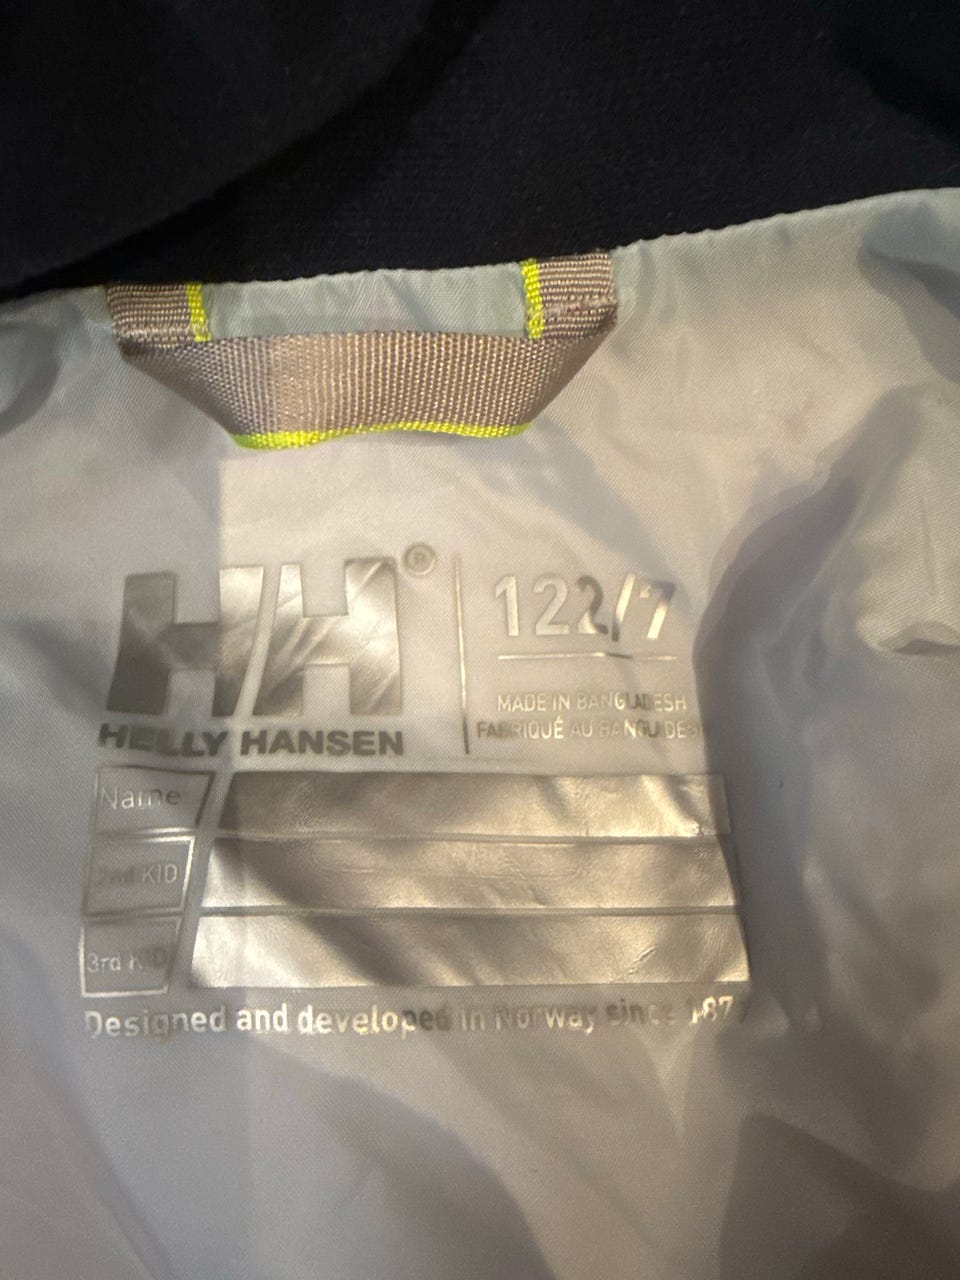 HH®
HELLY HANSEN
122/7
MADE IN BANGLADESH
FABRIQUÉ AU BANGLADESH
Name
2nd KID
3rd KID
Designed and developed in Norway since 1877